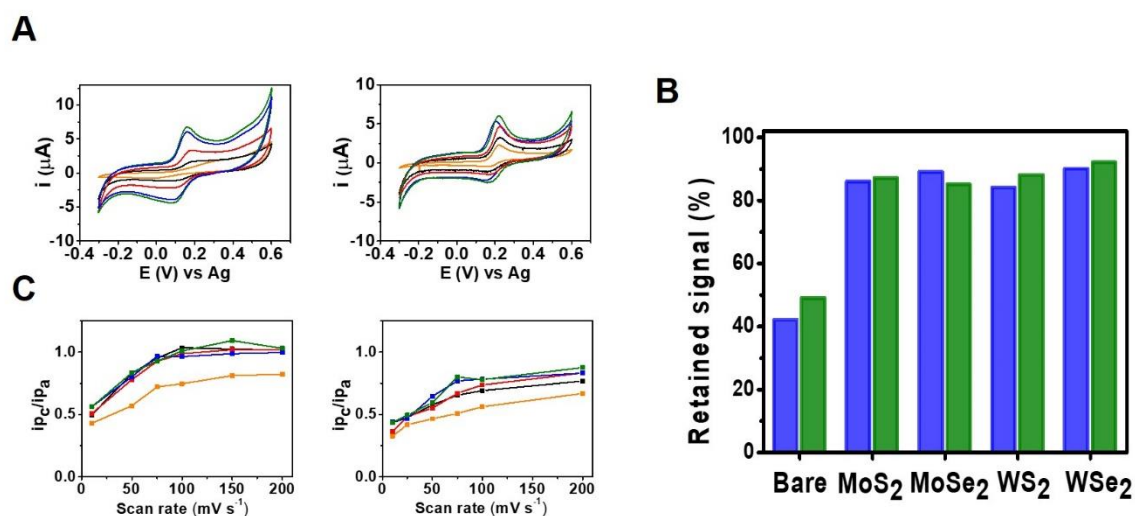 A
10
5
0
-5
-10
i (μA)
-0.4 -0.2 0.0 0.2 0.4 0.6
E (V) vs Ag
10
5
0
-5
-10
i (μA)
-0.4 -0.2 0.0 0.2 0.4 0.6
E (V) vs Ag
B
100
80
60
40
20
0
Retained signal (%)
Bare MoS2 MoSe2 WS2 WSe2
C
1.0
0.5
0.0
ipc/ipa
0 50 100 150 200
Scan rate (mV s-1)
1.0
0.5
0.0
ipc/ipa
0 50 100 150 200
Scan rate (mV s-1)